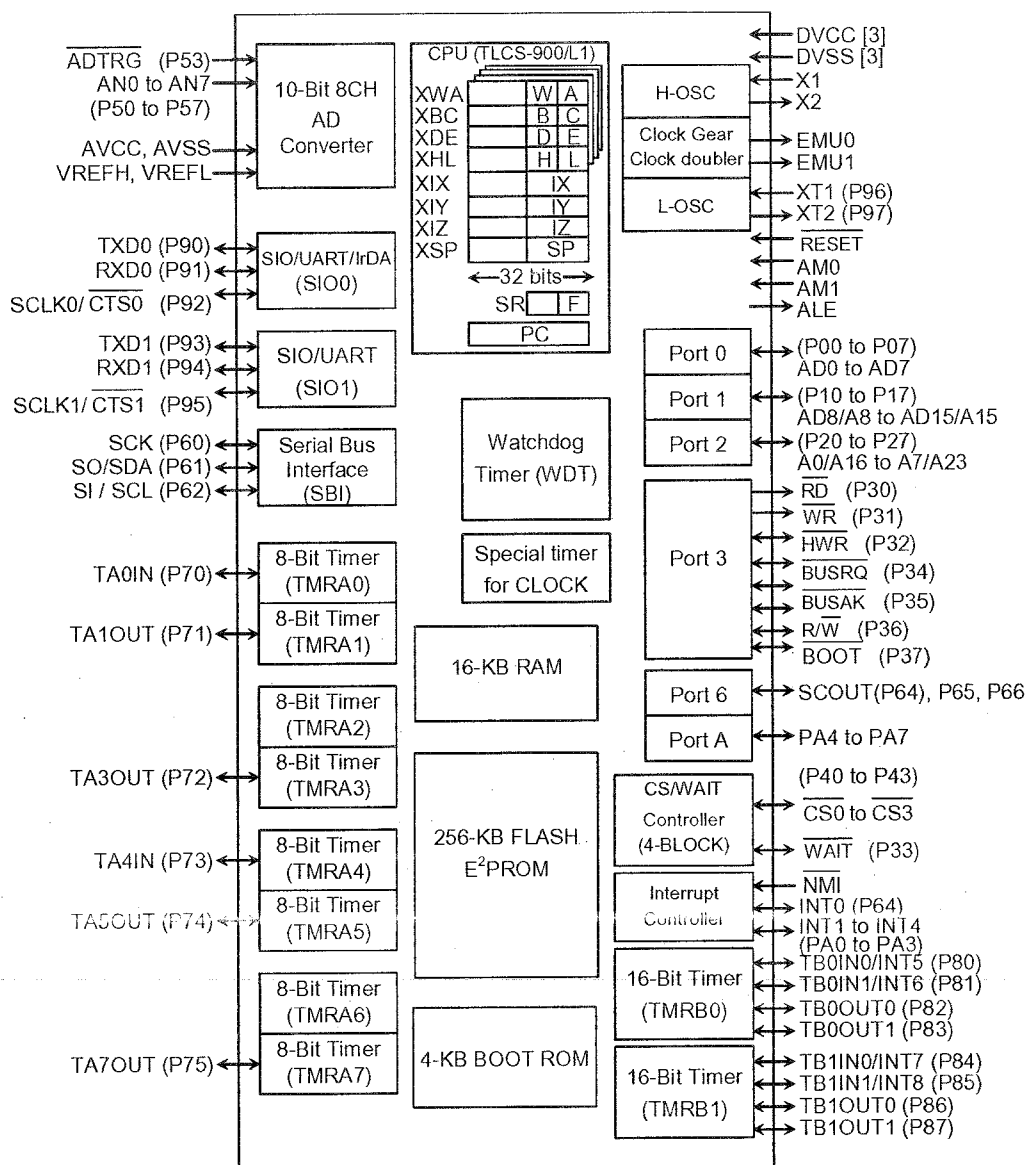 ADTRG (P53)
AN0 to AN7
(P50 to P57)
AVCC, AVSS
VREFH, VREFL
10-Bit 8CH
AD
Converter
TXD0 (P90)
RXD0 (P91)
SCLK0/ CTS0 (P92)
SIO/UART/IrDA
(SIO0)
TXD1 (P93)
RXD1 (P94)
SCLK1/ CTS1 (P95)
SIO/UART
(SIO1)
SCK (P60)
SO/SDA (P61)
SI / SCL (P62)
Serial Bus
Interface
(SBI)
TA0IN (P70)
8-Bit Timer
(TMRA0)
TA1OUT (P71)
8-Bit Timer
(TMRA1)
8-Bit Timer
(TMRA2)
TA3OUT (P72)
8-Bit Timer
(TMRA3)
TA4IN (P73)
8-Bit Timer
(TMRA4)
TA5OUT (P74)
8-Bit Timer
(TMRA5)
8-Bit Timer
(TMRA6)
TA7OUT (P75)
8-Bit Timer
(TMRA7)
CPU (TLCS-900/L1)
XWA W A
XBC B C
XDE D E
XHL H L
XIX IX
XIY IY
XIZ IZ
XSP SP
32 bits
SR F
PC
Watchdog
Timer (WDT)
Special timer
for CLOCK
16-KB RAM
256-KB FLASH
E²PROM
4-KB BOOT ROM
H-OSC
Clock Gear
Clock doubler
L-OSC
DVCC [3]
DVSS [3]
X1
X2
EMU0
EMU1
XT1 (P96)
XT2 (P97)
RESET
AM0
AM1
ALE
Port 0
(P00 to P07)
AD0 to AD7
Port 1
(P10 to P17)
AD8/A8 to AD15/A15
Port 2
(P20 to P27)
A0/A16 to A7/A23
Port 3
RD (P30)
WR (P31)
HWR (P32)
BUSRQ (P34)
BUSAK (P35)
R/W (P36)
BOOT (P37)
Port 6
SCOUT(P64), P65, P66
Port A
PA4 to PA7
CS/WAIT
Controller
(4-BLOCK)
(P40 to P43)
CS0 to CS3
WAIT (P33)
Interrupt
Controller
NMI
INT0 (P64)
INT1 to INT4
(PA0 to PA3)
16-Bit Timer
(TMRB0)
TB0IN0/INT5 (P80)
TB0IN1/INT6 (P81)
TB0OUT0 (P82)
TB0OUT1 (P83)
16-Bit Timer
(TMRB1)
TB1IN0/INT7 (P84)
TB1IN1/INT8 (P85)
TB1OUT0 (P86)
TB1OUT1 (P87)